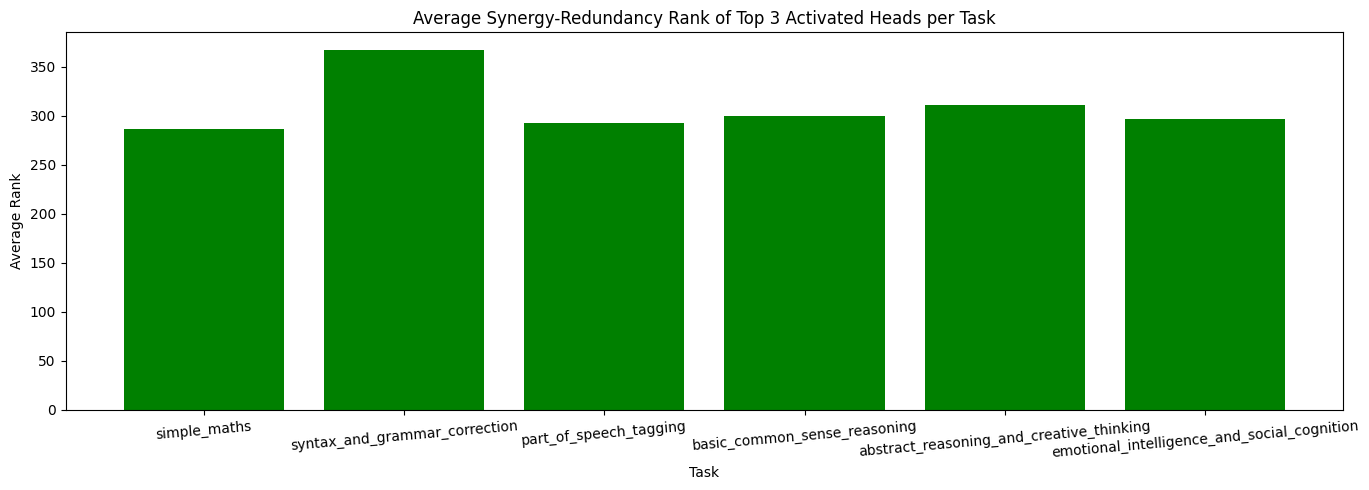 Average Synergy-Redundancy Rank of Top 3 Activated Heads per Task
Average Rank
350
300
250
200
150
100
50
0
simple_maths
syntax_and_grammar_correction
part_of_speech_tagging
basic_common_sense_reasoning
abstract_reasoning_and_creative_thinking
emotional_intelligence_and_social_cognition
Task